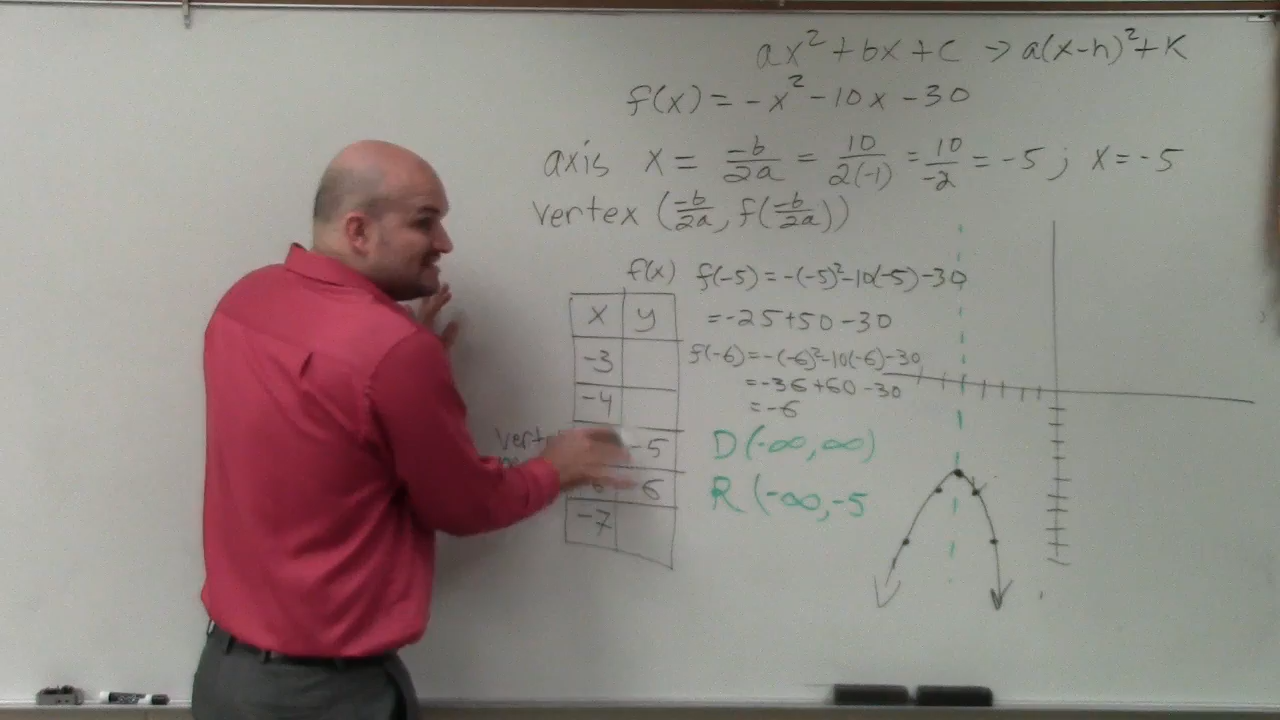 ax² + bx + c → a(x-h)² + K
f(x) = -x² - 10x - 30
axis x = -b/2a = 10/2(-1) = 10/-2 = -5 ; x = -5
vertex (-b/2a, f(-b/2a))
f(x) f(-5) = -(-5)² - 10(-5) - 30
x y = -25 + 50 - 30
-3 f(-6) = -(-6)² - 10(-6) - 30
= -36 + 60 - 30
-4
= -6
-5 D (-∞, ∞)
-6 R (-∞, -5
-7